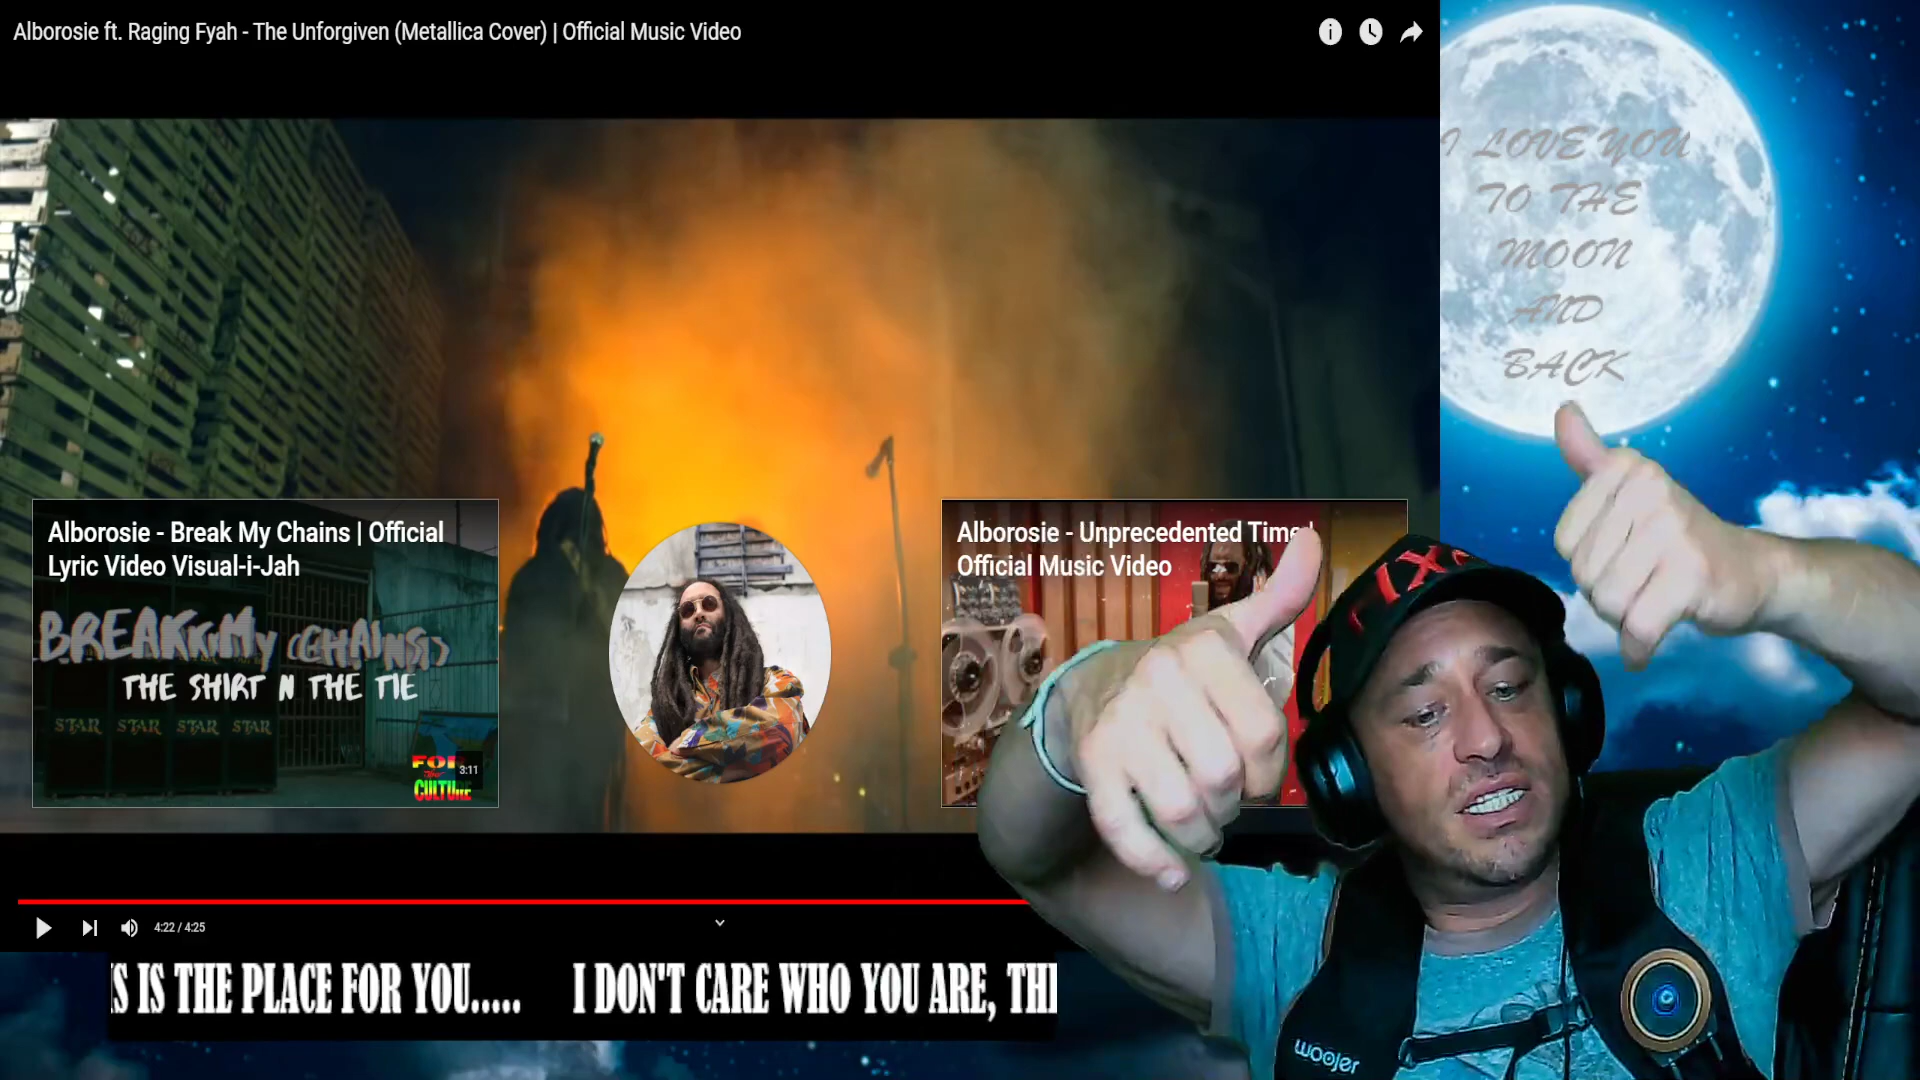 Alborosie ft. Raging Fyah - The Unforgiven (Metallica Cover) | Official Music Video
I LOVE YOU
TO THE
MOON
AND
BACK
Alborosie - Break My Chains | Official
Lyric Video Visual-i-Jah
BREAK MY (CHAINS)
THE SHIRT N THE TIE
STAR STAR STAR STAR
3:11
CULTURE
Alborosie - Unprecedented Time
Official Music Video
4:22 / 4:25
S IS THE PLACE FOR YOU..... I DON'T CARE WHO YOU ARE, THI
woojer